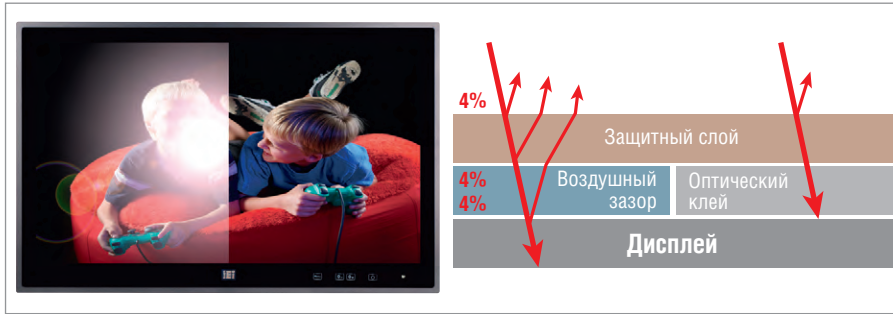 4%
Защитный слой
4%
4%
Воздушный
зазор
Оптический
клей
Дисплей